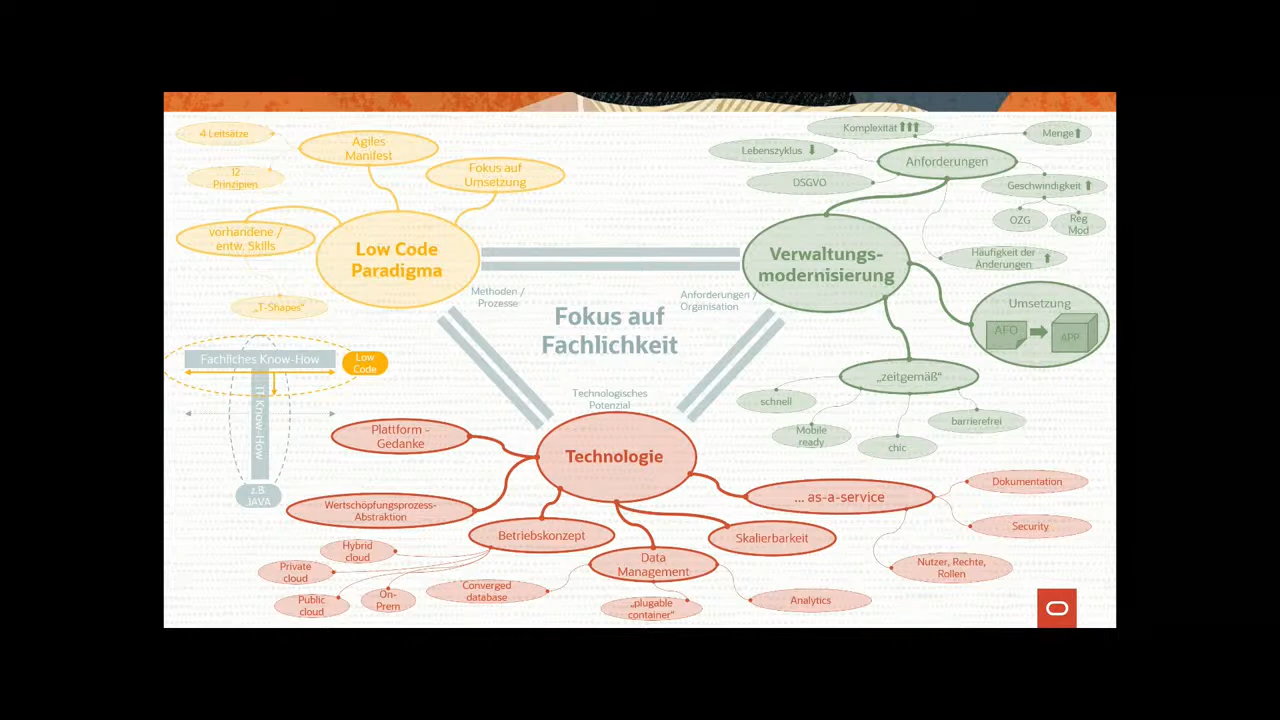 4 Leitsätze
12
Prinzipien
Agiles
Manifest
Fokus auf
Umsetzung
vorhandene /
entw. Skills
„T-Shapes“
Low Code
Paradigma
Fachliches Know-How
Low
Code
IT Know-How
z.B.
JAVA
Methoden /
Prozesse
Anforderungen /
Organisation
Fokus auf
Fachlichkeit
Technologisches
Potenzial
Verwaltungs-
modernisierung
Komplexität
Lebenszyklus
DSGVO
Anforderungen
Menge
Geschwindigkeit
OZG
Reg
Mod
Häufigkeit der
Änderungen
Umsetzung
AFO
App
„zeitgemäß“
schnell
Mobile
ready
chic
barrierefrei
Technologie
Plattform -
Gedanke
Wertschöpfungsprozess-
Abstraktion
Betriebskonzept
Hybrid
cloud
Private
cloud
Public
cloud
On-
Prem
Data
Management
Converged
database
„plugable
container“
Analytics
Skalierbarkeit
... as-a-service
Dokumentation
Security
Nutzer, Rechte,
Rollen